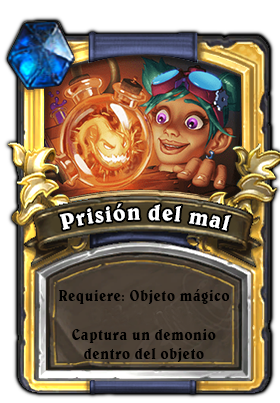 Prisión del mal
Requiere: Objeto mágico
Captura un demonio
dentro del objeto